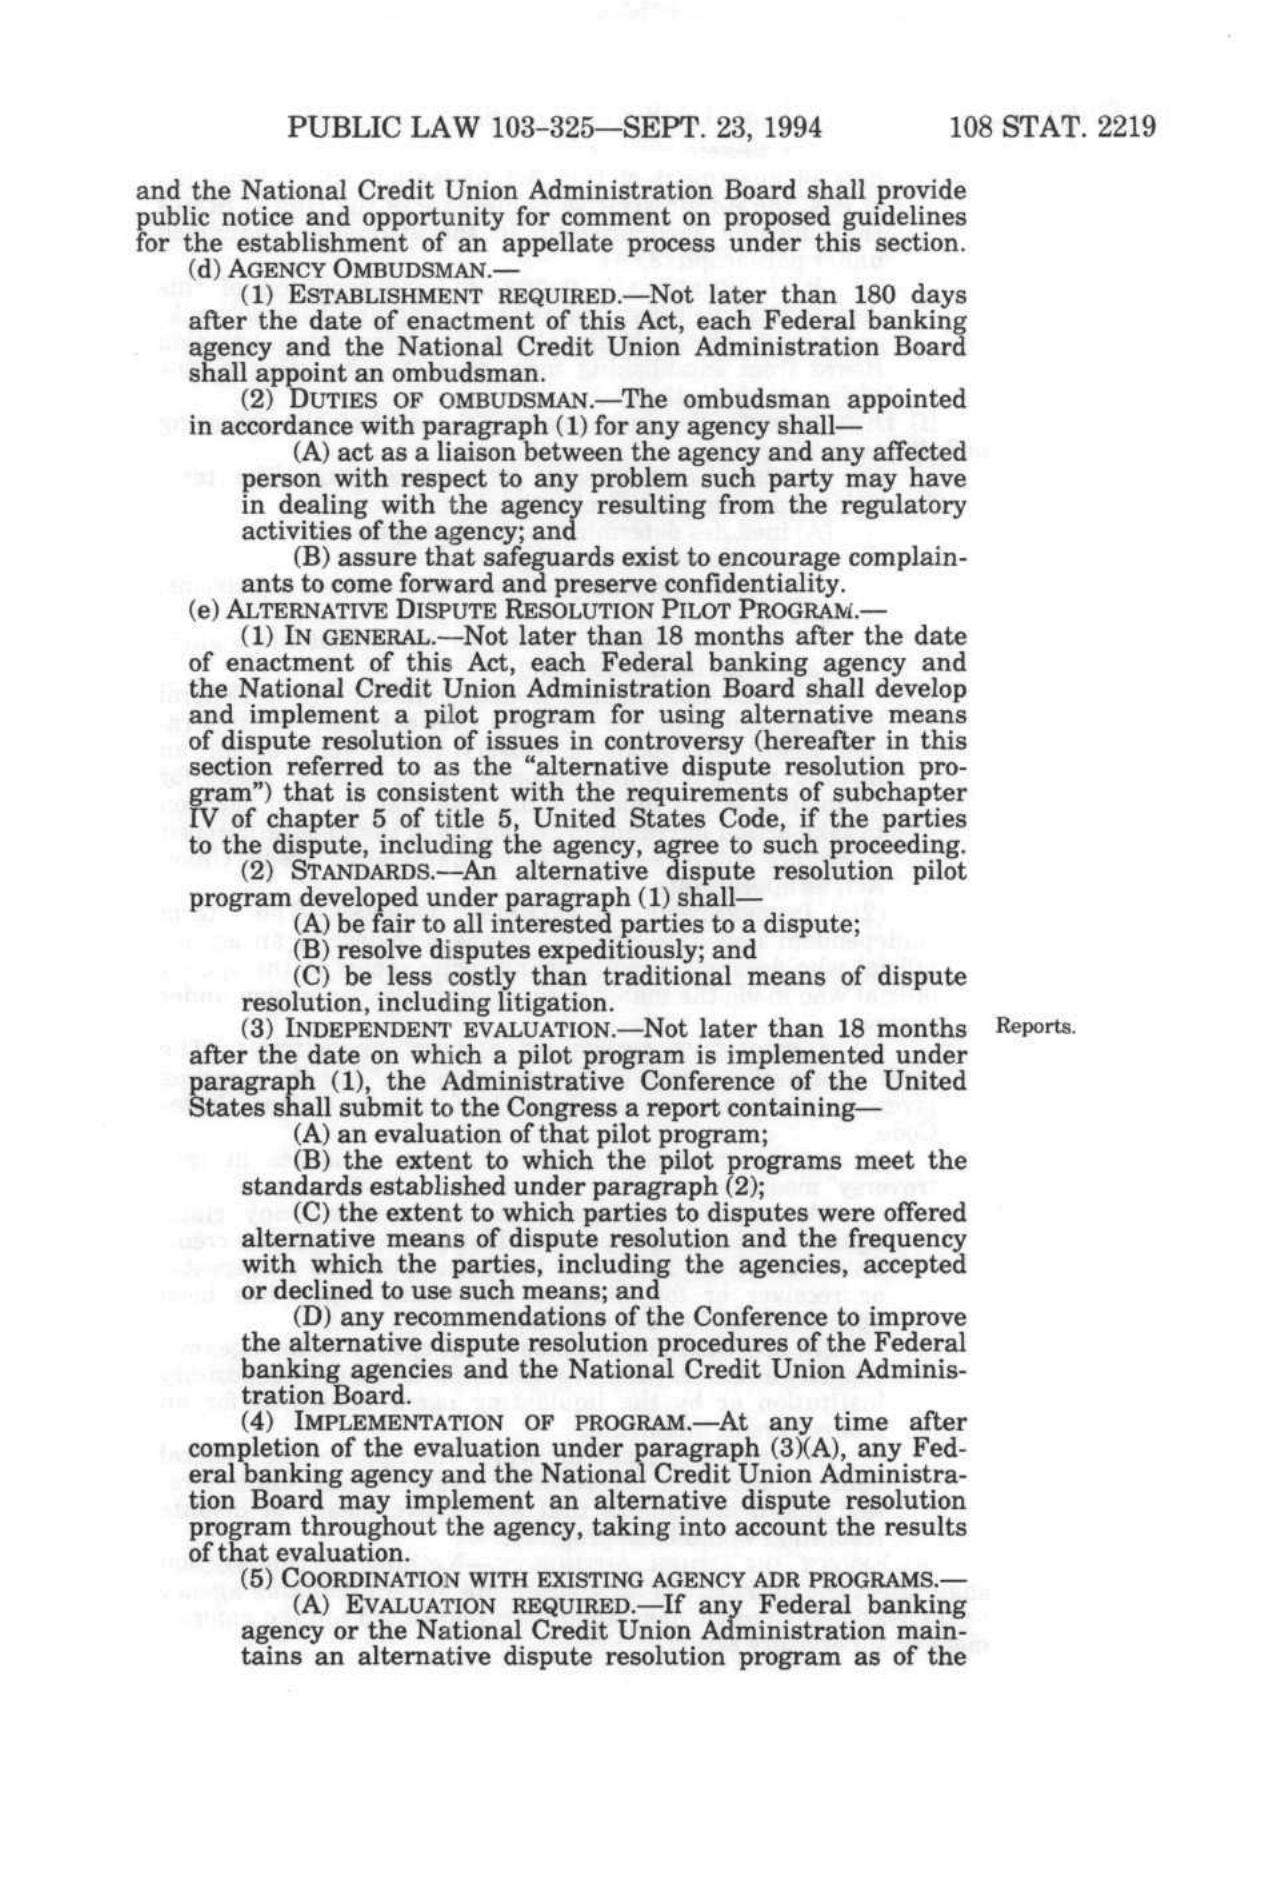 PUBLIC LAW 103–325—SEPT. 23, 1994 108 STAT. 2219
and the National Credit Union Administration Board shall provide
public notice and opportunity for comment on proposed guidelines
for the establishment of an appellate process under this section.
(d) AGENCY OMBUDSMAN.—
(1) ESTABLISHMENT REQUIRED.—Not later than 180 days
after the date of enactment of this Act, each Federal banking
agency and the National Credit Union Administration Board
shall appoint an ombudsman.
(2) DUTIES OF OMBUDSMAN.—The ombudsman appointed
in accordance with paragraph (1) for any agency shall—
(A) act as a liaison between the agency and any affected
person with respect to any problem such party may have
in dealing with the agency resulting from the regulatory
activities of the agency; and
(B) assure that safeguards exist to encourage complain-
ants to come forward and preserve confidentiality.
(e) ALTERNATIVE DISPUTE RESOLUTION PILOT PROGRAM.—
(1) IN GENERAL.—Not later than 18 months after the date
of enactment of this Act, each Federal banking agency and
the National Credit Union Administration Board shall develop
and implement a pilot program for using alternative means
of dispute resolution of issues in controversy (hereafter in this
section referred to as the “alternative dispute resolution pro-
gram”) that is consistent with the requirements of subchapter
IV of chapter 5 of title 5, United States Code, if the parties
to the dispute, including the agency, agree to such proceeding.
(2) STANDARDS.—An alternative dispute resolution pilot
program developed under paragraph (1) shall—
(A) be fair to all interested parties to a dispute;
(B) resolve disputes expeditiously; and
(C) be less costly than traditional means of dispute
resolution, including litigation.
(3) INDEPENDENT EVALUATION.—Not later than 18 months Reports.
after the date on which a pilot program is implemented under
paragraph (1), the Administrative Conference of the United
States shall submit to the Congress a report containing—
(A) an evaluation of that pilot program;
(B) the extent to which the pilot programs meet the
standards established under paragraph (2);
(C) the extent to which parties to disputes were offered
alternative means of dispute resolution and the frequency
with which the parties, including the agencies, accepted
or declined to use such means; and
(D) any recommendations of the Conference to improve
the alternative dispute resolution procedures of the Federal
banking agencies and the National Credit Union Adminis-
tration Board.
(4) IMPLEMENTATION OF PROGRAM.—At any time after
completion of the evaluation under paragraph (3)(A), any Fed-
eral banking agency and the National Credit Union Administra-
tion Board may implement an alternative dispute resolution
program throughout the agency, taking into account the results
of that evaluation.
(5) COORDINATION WITH EXISTING AGENCY ADR PROGRAMS.—
(A) EVALUATION REQUIRED.—If any Federal banking
agency or the National Credit Union Administration main-
tains an alternative dispute resolution program as of the